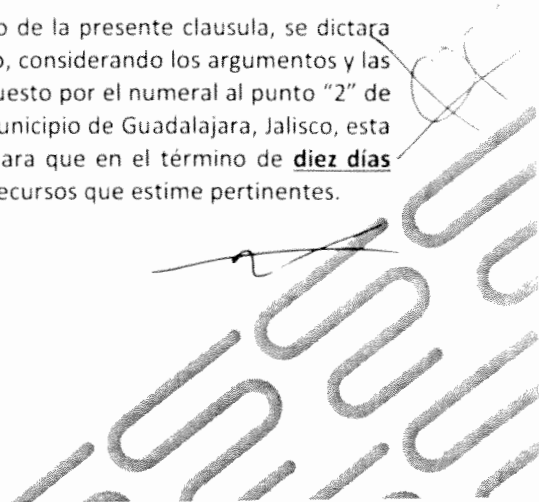 o de la presente clausula, se dictara
o, considerando los argumentos y las
uesto por el numeral al punto “2” de
unicipio de Guadalajara, Jalisco, esta
ara que en el término de diez días
ecursos que estime pertinentes.